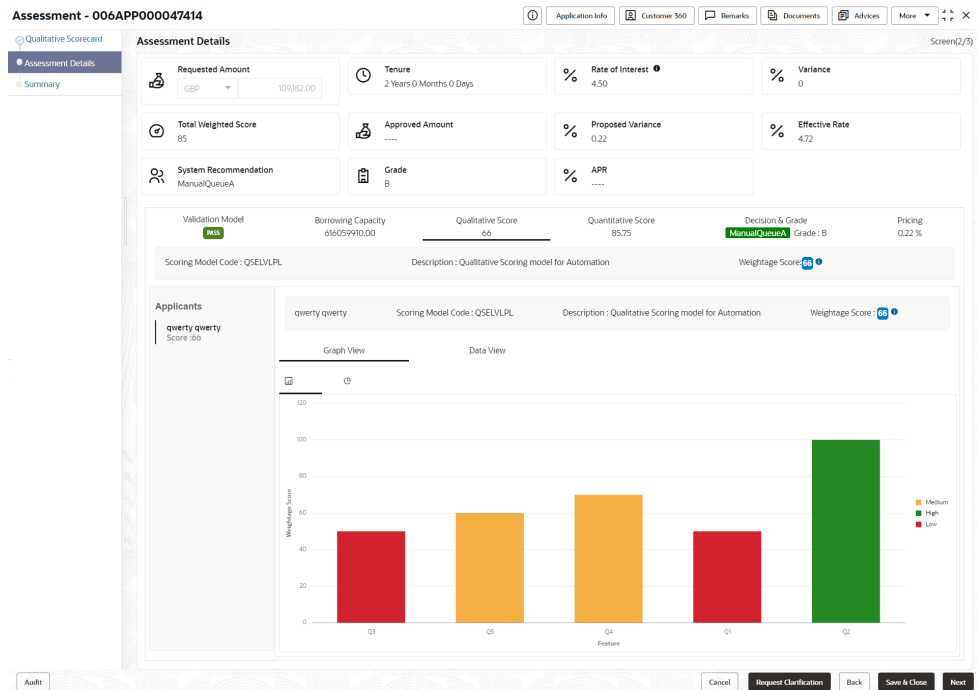 Assessment - 006APP000047414
Application Info
Customer 360
Remarks
Documents
Advices
More
Qualitative Scorecard
Assessment Details
Summary
Assessment Details
Screen(2/3)
Requested Amount
GBP 109,182.00
Tenure
2 Years 0 Months 0 Days
Rate of Interest
4.50
Variance
0
Total Weighted Score
85
Approved Amount
----
Proposed Variance
0.22
Effective Rate
4.72
System Recommendation
ManualQueueA
Grade
B
APR
----
Validation Model
PASS
Borrowing Capacity
616059910.00
Qualitative Score
66
Quantitative Score
85.75
Decision & Grade
ManualQueueA Grade : B
Pricing
0.22 %
Scoring Model Code : QSELVLPL
Description : Qualitative Scoring model for Automation
Weightage Score: 66
Applicants
qwerty qwerty
Score :66
qwerty qwerty
Scoring Model Code : QSELVLPL
Description : Qualitative Scoring model for Automation
Weightage Score : 66
Graph View
Data View
120
100
80
60
40
20
0
Weightage Score
Q3
Q5
Q4
Q1
Q2
Feature
Medium
High
Low
Audit
Cancel
Request Clarification
Back
Save & Close
Next